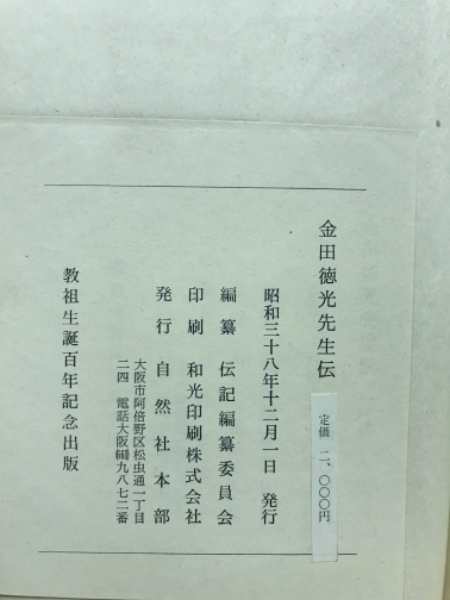 金田徳光先生伝
定価 二、〇〇〇円
昭和三十八年十二月一日 発行
編纂 伝記編纂委員会
印刷 和光印刷株式会社
発行 自然社本部
大阪市阿倍野区松虫通一丁目
二四 電話大阪 九八七二番
教祖生誕百年記念出版